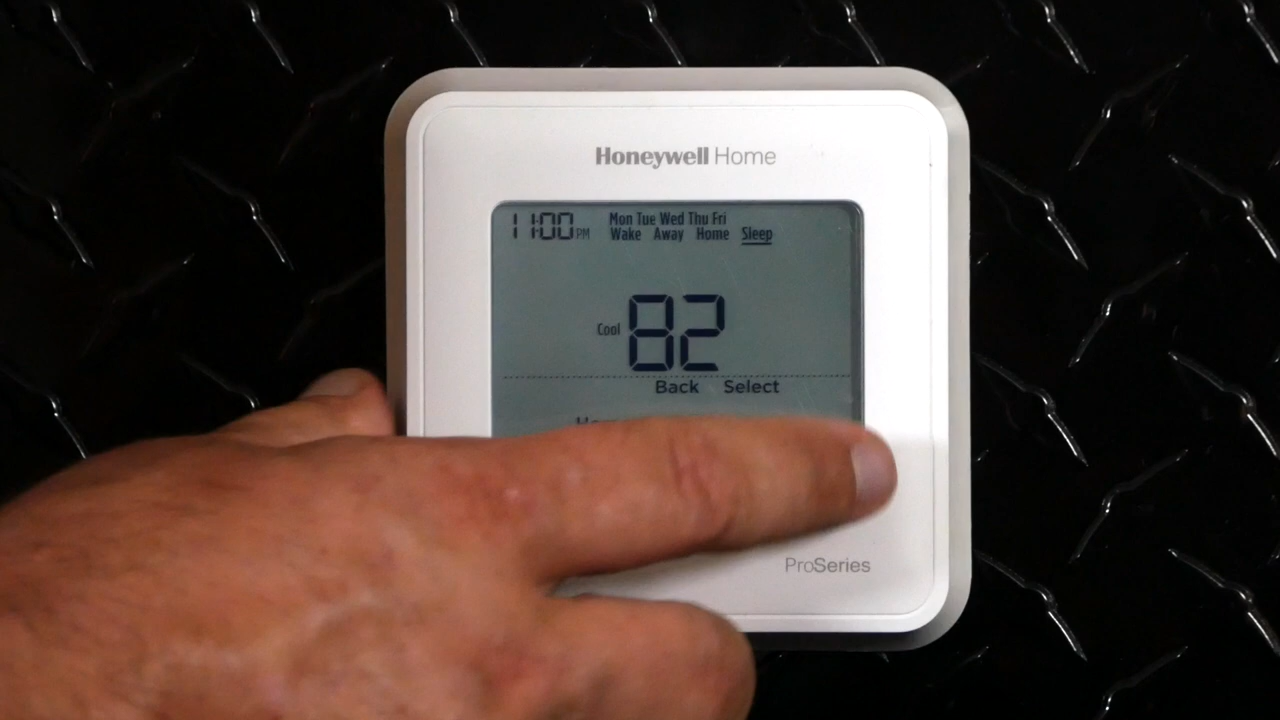 Honeywell Home
11:00 PM Mon Tue Wed Thu Fri
Wake Away Home Sleep
Cool 82
Back Select
ProSeries